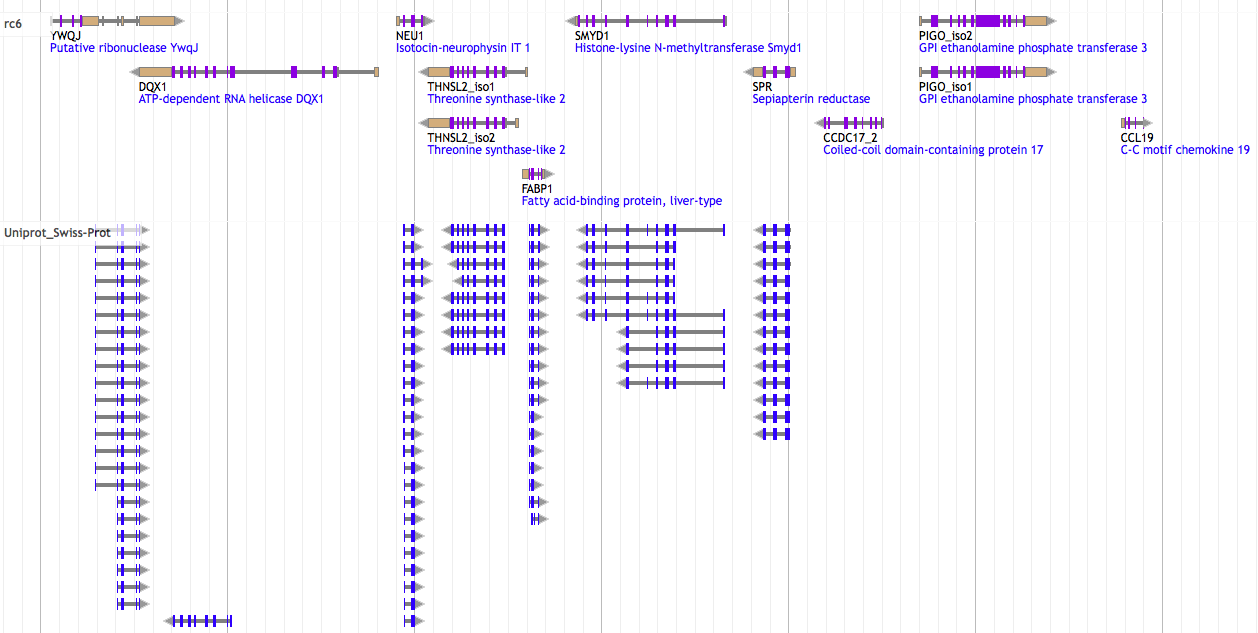 rc6
YWQJ
Putative ribonuclease YwqJ
NEU1
Isotocin-neurophysin IT 1
SMYD1
Histone-lysine N-methyltransferase Smyd1
PIGO_iso2
GPI ethanolamine phosphate transferase 3
DQX1
ATP-dependent RNA helicase DQX1
THNSL2_iso1
Threonine synthase-like 2
SPR
Sepiapterin reductase
PIGO_iso1
GPI ethanolamine phosphate transferase 3
THNSL2_iso2
Threonine synthase-like 2
CCDC17_2
Coiled-coil domain-containing protein 17
CCL19
C-C motif chemokine 19
FABP1
Fatty acid-binding protein, liver-type
Uniprot_Swiss-Prot